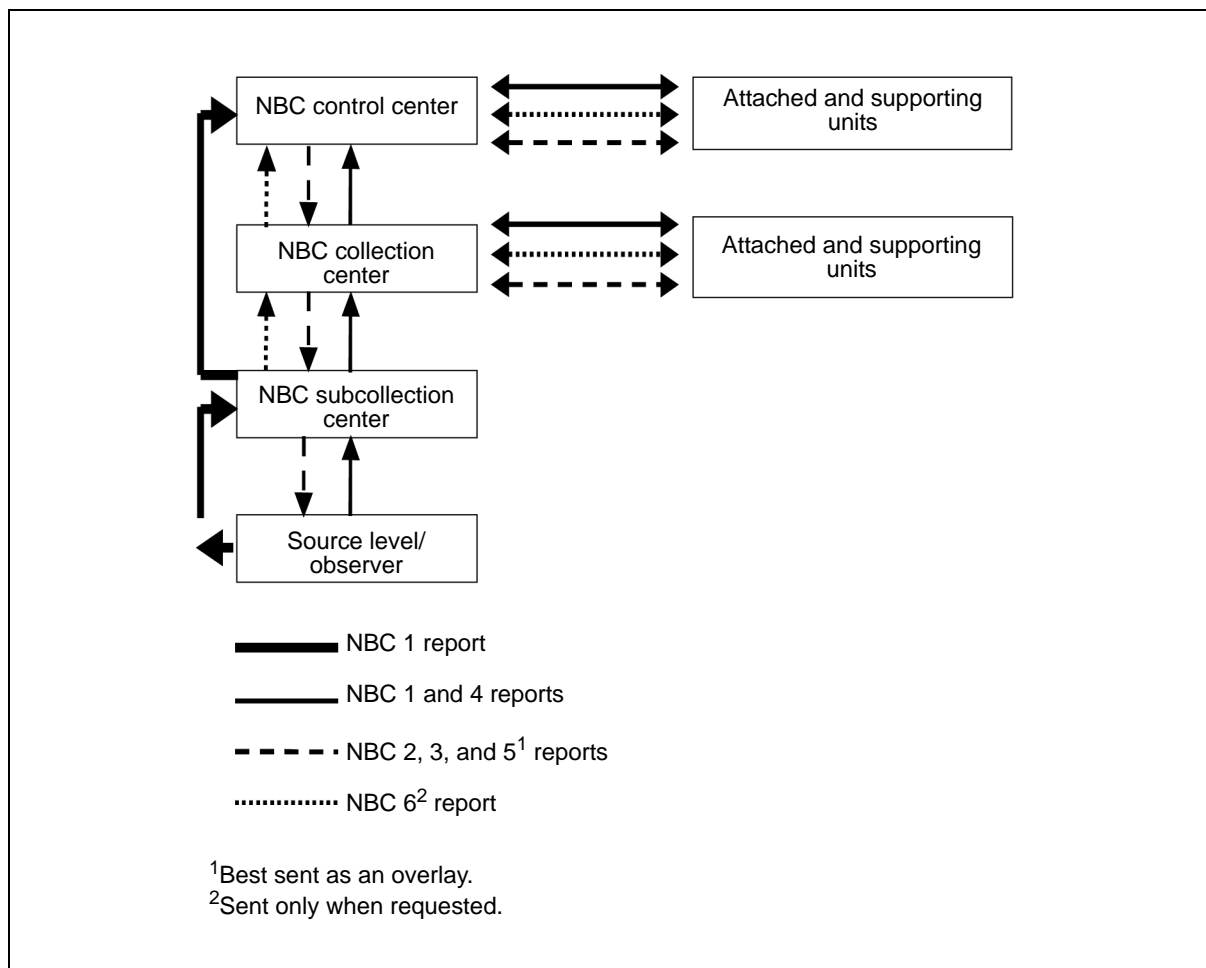 NBC control center
Attached and supporting
units
NBC collection
center
Attached and supporting
units
NBC subcollection
center
Source level/
observer
NBC 1 report
NBC 1 and 4 reports
NBC 2, 3, and 5¹ reports
NBC 6² report
¹Best sent as an overlay.
²Sent only when requested.